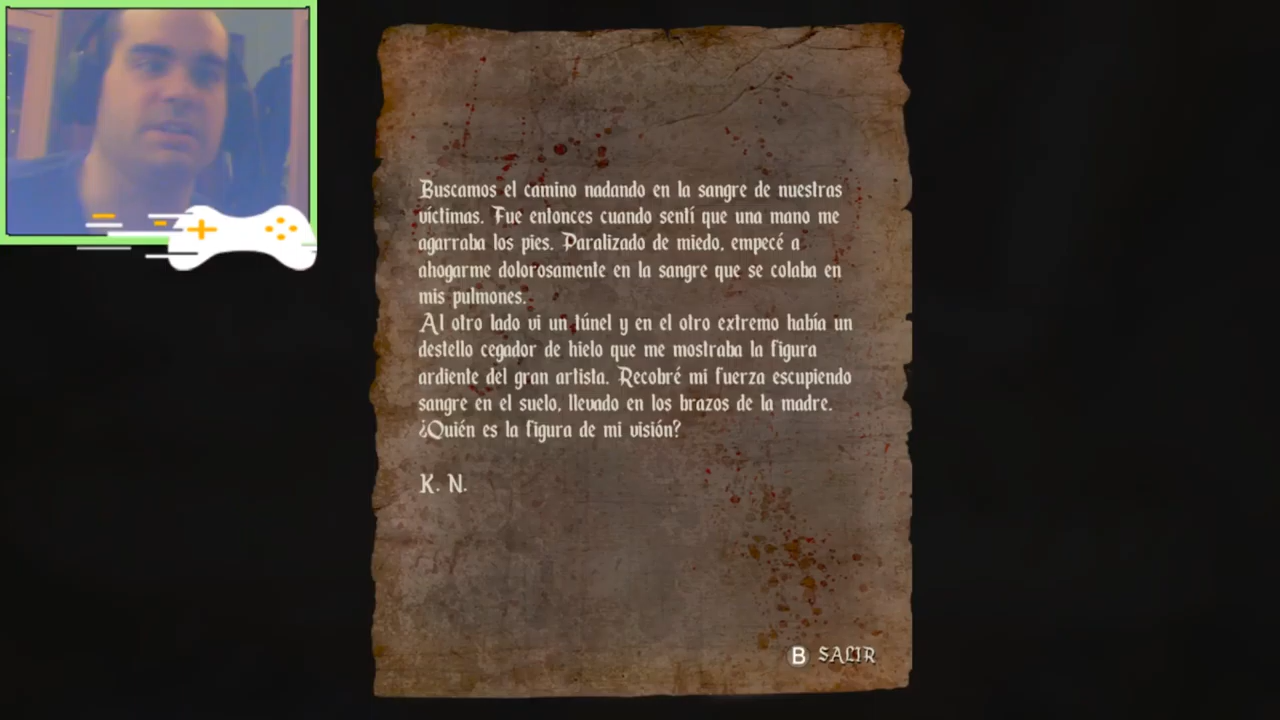 Buscamos el camino nadando en la sangre de nuestras
víctimas. Fue entonces cuando sentí que una mano me
agarraba los pies. Paralizado de miedo, empecé a
ahogarme dolorosamente en la sangre que se colaba en
mis pulmones.
Al otro lado vi un túnel y en el otro extremo había un
destello cegador de hielo que me mostraba la figura
ardiente del gran artista. Recobré mi fuerza escupiendo
sangre en el suelo, llevado en los brazos de la madre.
¿Quién es la figura de mi visión?
K. N.
B SALIR